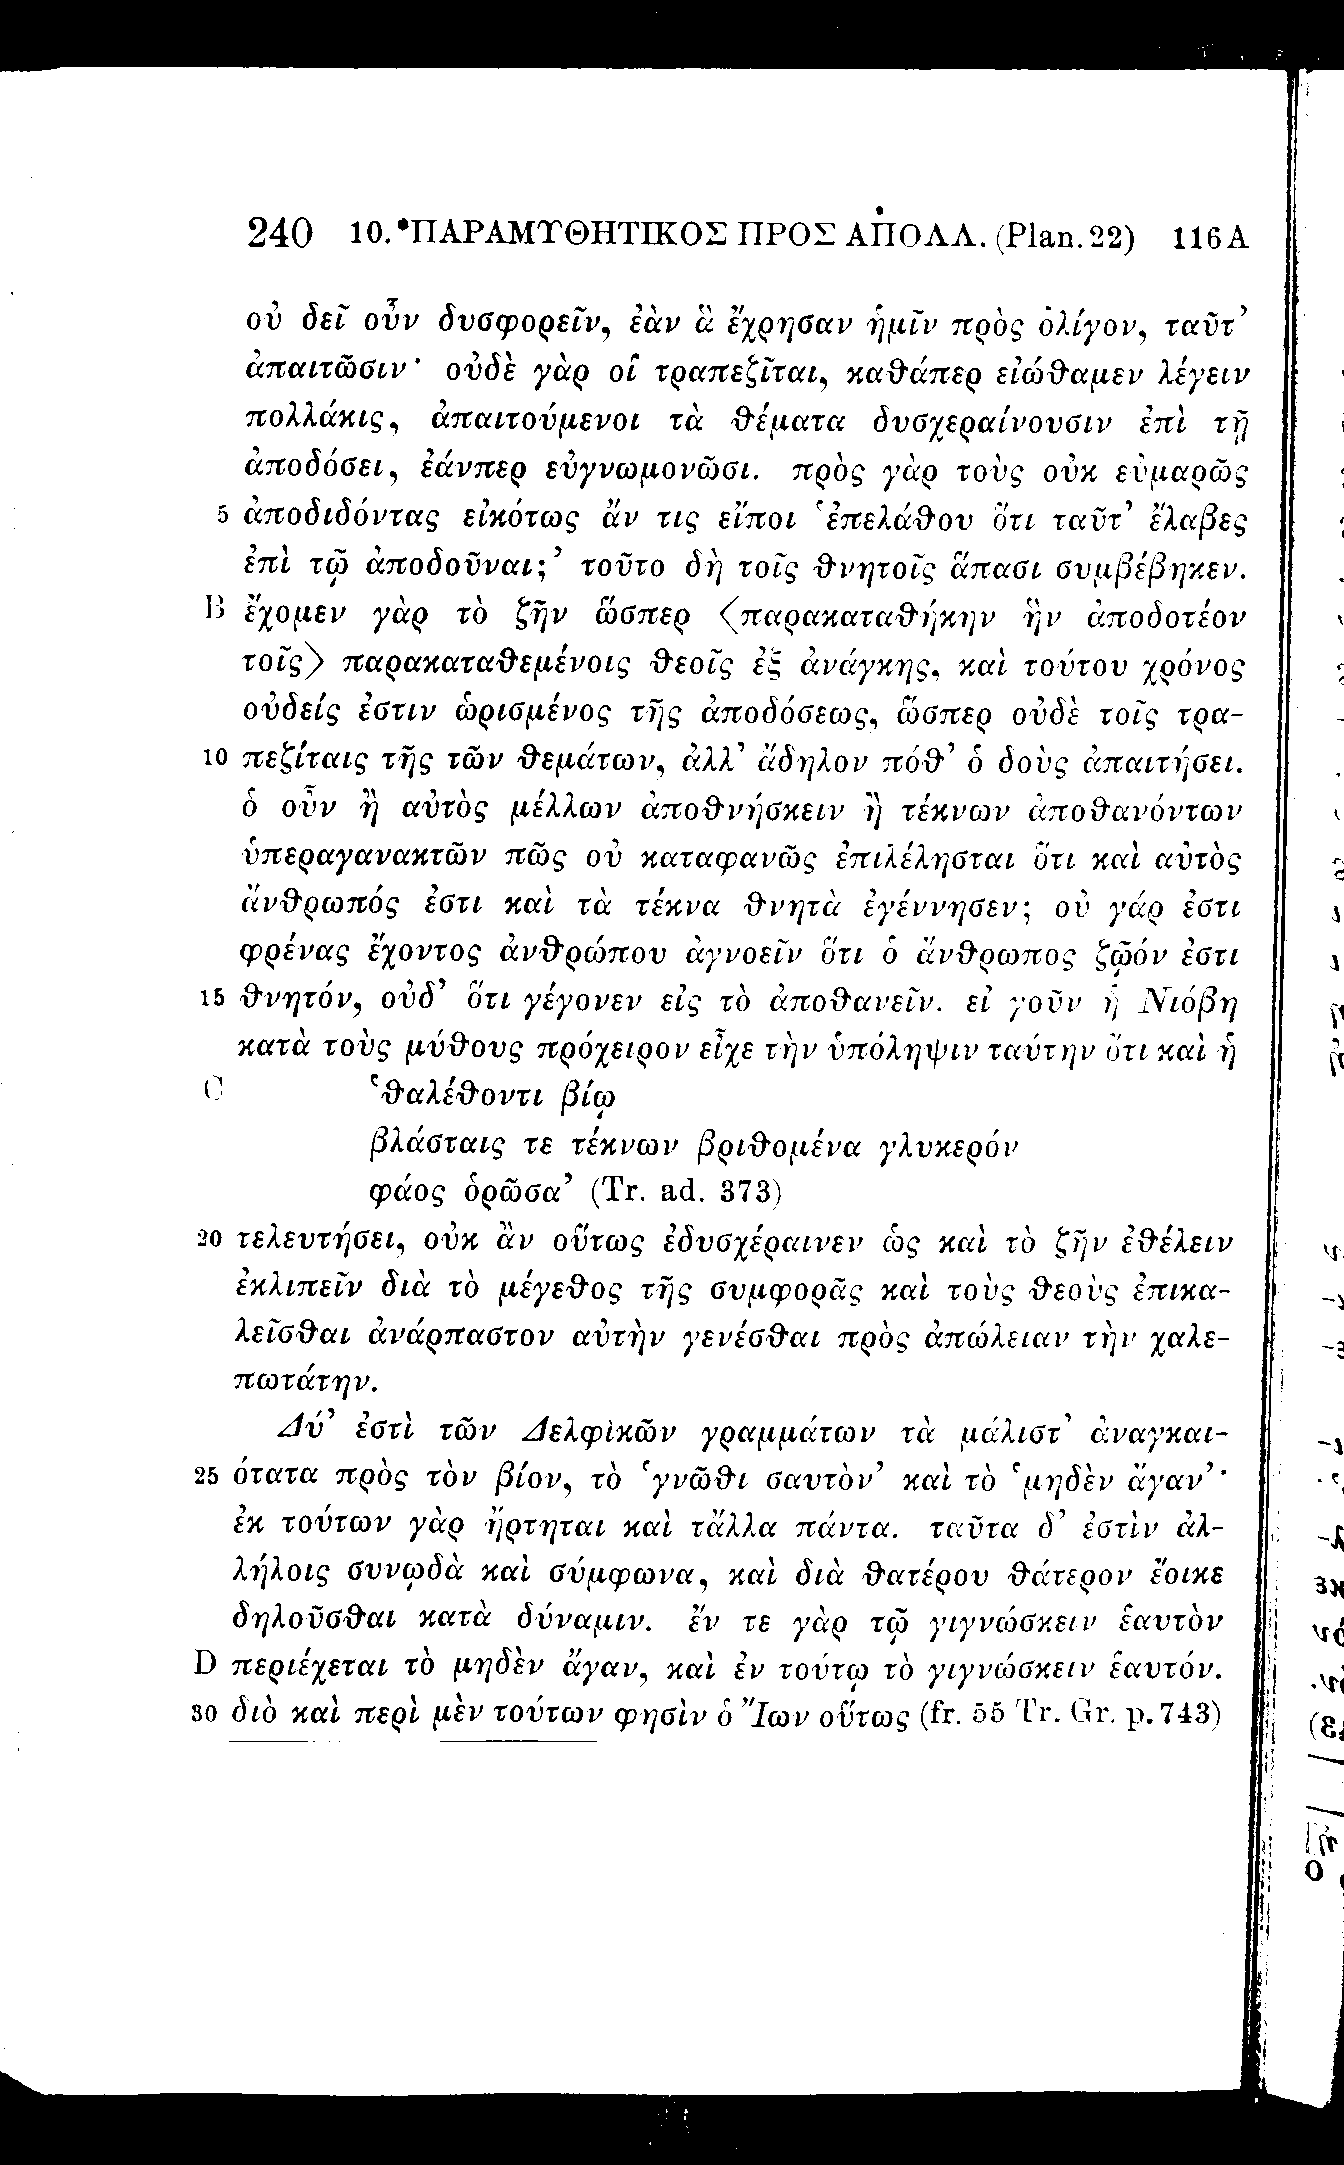 240 10. ΠΑΡΑΜΥΘΗΤΙΚΟΣ ΠΡΟΣ ΑΠΟΛΛ. (Plan. 22) 116 A
οὐ δεῖ οὖν δυσφορεῖν, ἐὰν ἃ ἔχρησαν ἡμῖν πρὸς ὀλίγον, ταῦτ’
ἀπαιτῶσιν· οὐδὲ γὰρ οἱ τραπεζῖται, καθάπερ εἰώθαμεν λέγειν
πολλάκις, ἀπαιτούμενοι τὰ θέματα δυσχεραίνουσιν ἐπὶ τῇ
ἀποδόσει, ἐάνπερ εὐγνωμονῶσι. πρὸς γὰρ τοὺς οὐκ εὐμαρῶς
5 ἀποδιδόντας εἰκότως ἄν τις εἴποι ‘ἐπελάθου ὅτι ταῦτ’ ἔλαβες
ἐπὶ τῷ ἀποδοῦναι;’ τοῦτο δὴ τοῖς θνητοῖς ἅπασι συμβέβηκεν.
B ἔχομεν γὰρ τὸ ζῆν ὥσπερ 〈παρακαταθήκην ἣν ἀποδοτέον
τοῖς〉 παρακαταθεμένοις θεοῖς ἐξ ἀνάγκης, καὶ τούτου χρόνος
οὐδείς ἐστιν ὡρισμένος τῆς ἀποδόσεως, ὥσπερ οὐδὲ τοῖς τρα-
10 πεζίταις τῆς τῶν θεμάτων, ἀλλ’ ἄδηλον πόθ’ ὁ δοὺς ἀπαιτήσει.
ὁ οὖν ἢ αὐτὸς μέλλων ἀποθνήσκειν ἢ τέκνων ἀποθανόντων
ὑπεραγανακτῶν πῶς οὐ καταφανῶς ἐπιλέλησται ὅτι καὶ αὐτὸς
ἄνθρωπός ἐστι καὶ τὰ τέκνα θνητὰ ἐγέννησεν; οὐ γάρ ἐστι
φρένας ἔχοντος ἀνθρώπου ἀγνοεῖν ὅτι ὁ ἄνθρωπος ζῷόν ἐστι
15 θνητόν, οὐδ’ ὅτι γέγονεν εἰς τὸ ἀποθανεῖν. εἰ γοῦν ἡ Νιόβη
κατὰ τοὺς μύθους πρόχειρον εἶχε τὴν ὑπόληψιν ταύτην ὅτι καὶ ἡ
C ‘θαλέθοντι βίῳ
βλάσταις τε τέκνων βριθομένα γλυκερόν
φάος ὁρῶσα’ (Tr. ad. 373)
20 τελευτήσει, οὐκ ἂν οὕτως ἐδυσχέραινεν ὡς καὶ τὸ ζῆν ἐθέλειν
ἐκλιπεῖν διὰ τὸ μέγεθος τῆς συμφορᾶς καὶ τοὺς θεοὺς ἐπικα-
λεῖσθαι ἀνάρπαστον αὐτὴν γενέσθαι πρὸς ἀπώλειαν τὴν χαλε-
πωτάτην.
Δύ’ ἐστὶ τῶν Δελφικῶν γραμμάτων τὰ μάλιστ’ ἀναγκαι-
25 ότατα πρὸς τὸν βίον, τὸ ‘γνῶθι σαυτὸν’ καὶ τὸ ‘μηδὲν ἄγαν’·
ἐκ τούτων γὰρ ἤρτηται καὶ τἄλλα πάντα. ταῦτα δ’ ἐστὶν ἀλ-
λήλοις συνῳδὰ καὶ σύμφωνα, καὶ διὰ θατέρου θάτερον ἔοικε
δηλοῦσθαι κατὰ δύναμιν. ἔν τε γὰρ τῷ γιγνώσκειν ἑαυτὸν
D περιέχεται τὸ μηδὲν ἄγαν, καὶ ἐν τούτῳ τὸ γιγνώσκειν ἑαυτόν.
30 διὸ καὶ περὶ μὲν τούτων φησὶν ὁ Ἴων οὕτως (fr. 55 Tr. Gr. p. 743)